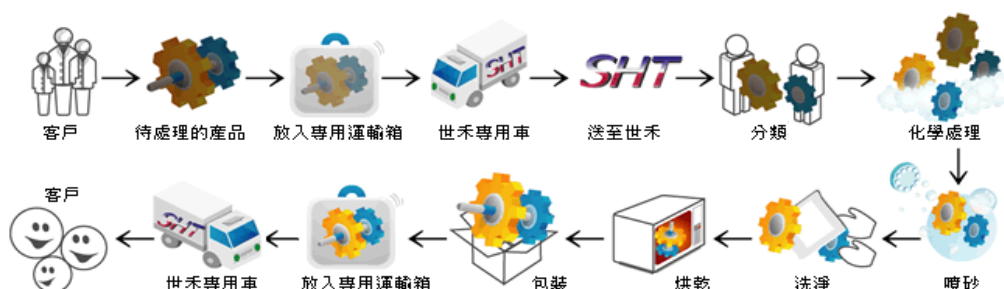 SHT
SHT
客戶
待處理的產品
放入專用運輸箱
世禾專用車
送至世禾
分類
化學處理
客戶
SHT
世禾專用車
放入專用運輸箱
包裝
烘乾
洗淨
噴砂